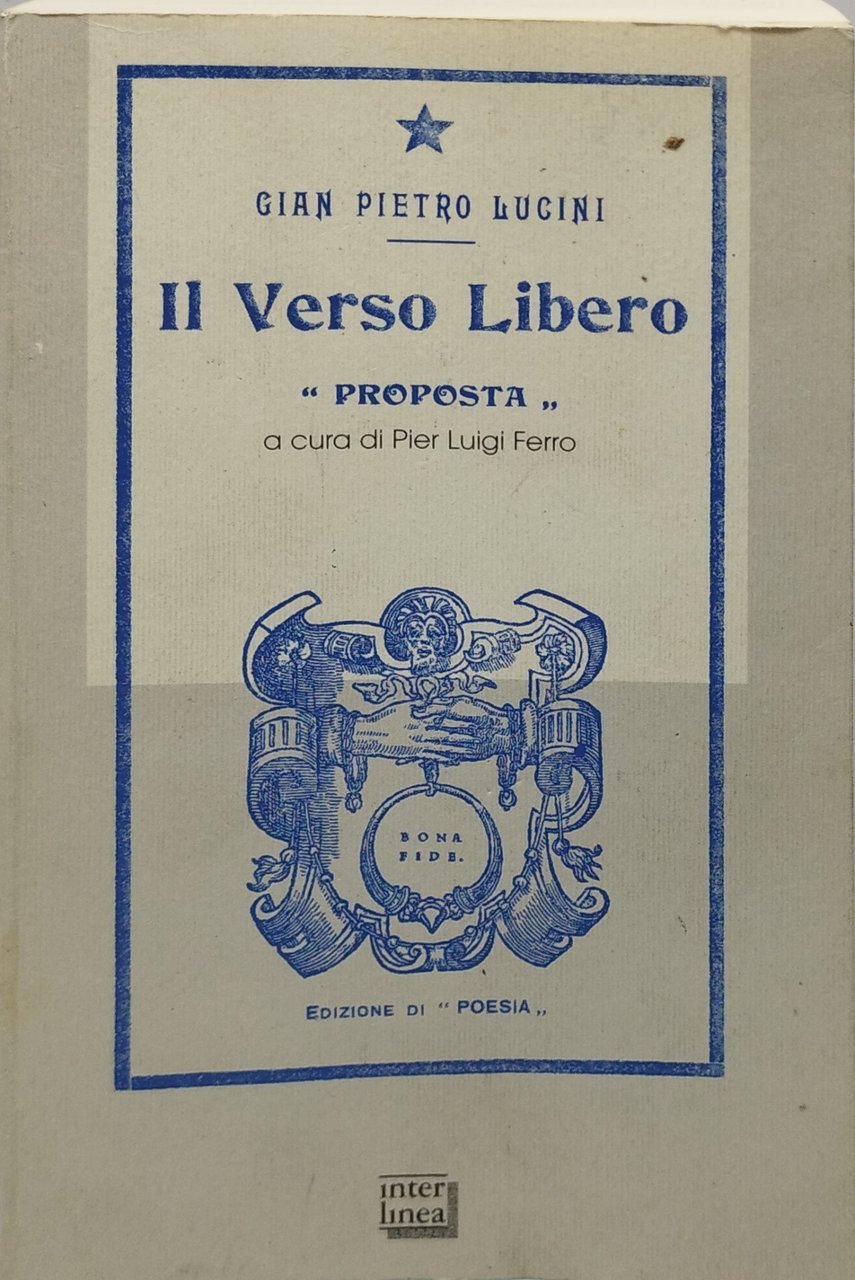 GIAN PIETRO LUCINI
Il Verso Libero
“ PROPOSTA „
a cura di Pier Luigi Ferro
BONA
FIDE.
EDIZIONE DI “ POESIA „
inter
linea